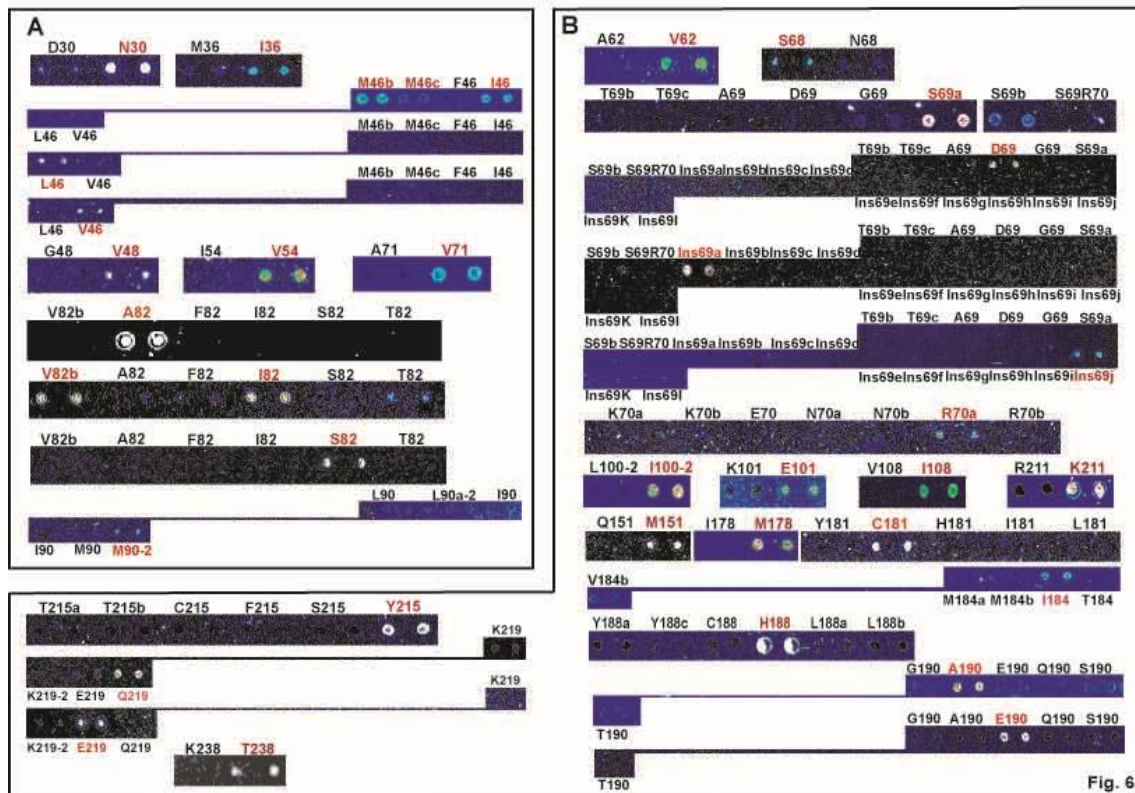 A
D30 N30 M36 I36
M46b M46c F46 I46
L46 V46
M46b M46c F46 I46
L46 V46
M46b M46c F46 I46
L46 V46
G48 V48 I54 V54 A71 V71
V82b A82 F82 I82 S82 T82
V82b A82 F82 I82 S82 T82
V82b A82 F82 I82 S82 T82
L90 L90a-2 I90
I90 M90 M90-2
B
A62 V62 S68 N68
T69b T69c A69 D69 G69 S69a S69b S69R70
T69b T69c A69 D69 G69 S69a
S69b S69R70 Ins69a Ins69b Ins69c Ins69d
Ins69e Ins69f Ins69g Ins69h Ins69i Ins69j
Ins69K Ins69l
T69b T69c A69 D69 G69 S69a
S69b S69R70 Ins69a Ins69b Ins69c Ins69d
Ins69e Ins69f Ins69g Ins69h Ins69i Ins69j
Ins69K Ins69l
T69b T69c A69 D69 G69 S69a
S69b S69R70 Ins69a Ins69b Ins69c Ins69d
Ins69e Ins69f Ins69g Ins69h Ins69i Ins69j
Ins69K Ins69l
K70a K70b E70 N70a N70b R70a R70b
L100-2 I100-2 K101 E101 V108 I108 R211 K211
Q151 M151 I178 M178 Y181 C181 H181 I181 L181
V184b
M184a M184b I184 T184
Y188a Y188c C188 H188 L188a L188b
G190 A190 E190 Q190 S190
T190
G190 A190 E190 Q190 S190
T190
T215a T215b C215 F215 S215 Y215
K219
K219-2 E219 Q219
K219
K219-2 E219 Q219
K238 T238
Fig. 6